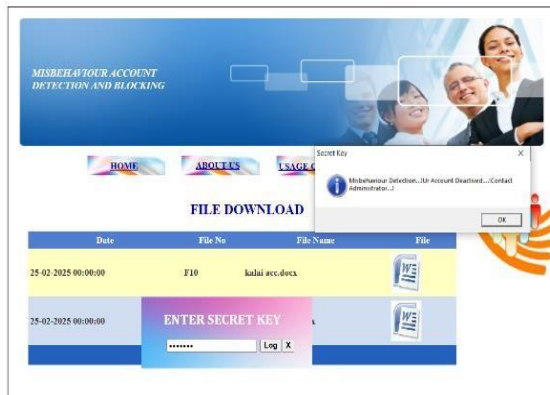 MISBEHAVIOUR ACCOUNT
DETECTION AND BLOCKING
HOME
ABOUT US
USAGE
Secret Key
X
Misbehaviour Detection...!Ur Account Deactived....!Contact
Administrator..!
OK
FILE DOWNLOAD
Date File No File Name File
25-02-2025 00:00:00 F10 kalai acc.docx
25-02-2025 00:00:00
ENTER SECRET KEY
•••••••
Log X